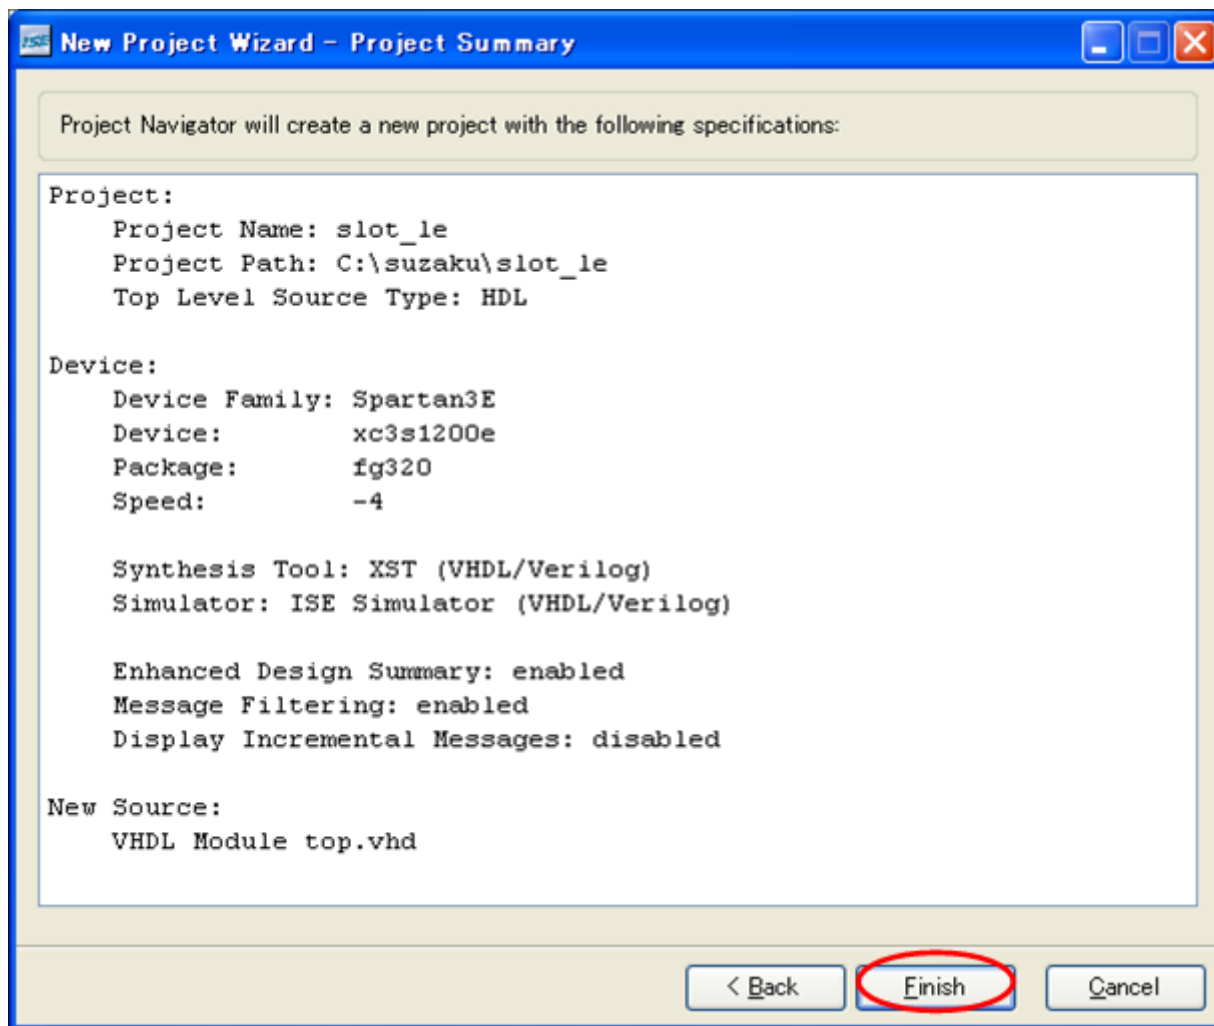 ISE New Project Wizard - Project Summary
Project Navigator will create a new project with the following specifications:
Project:
Project Name: slot_le
Project Path: C:\suzaku\slot_le
Top Level Source Type: HDL
Device:
Device Family: Spartan3E
Device: xc3s1200e
Package: fg320
Speed: -4
Synthesis Tool: XST (VHDL/Verilog)
Simulator: ISE Simulator (VHDL/Verilog)
Enhanced Design Summary: enabled
Message Filtering: enabled
Display Incremental Messages: disabled
New Source:
VHDL Module top.vhd
< Back Finish Cancel